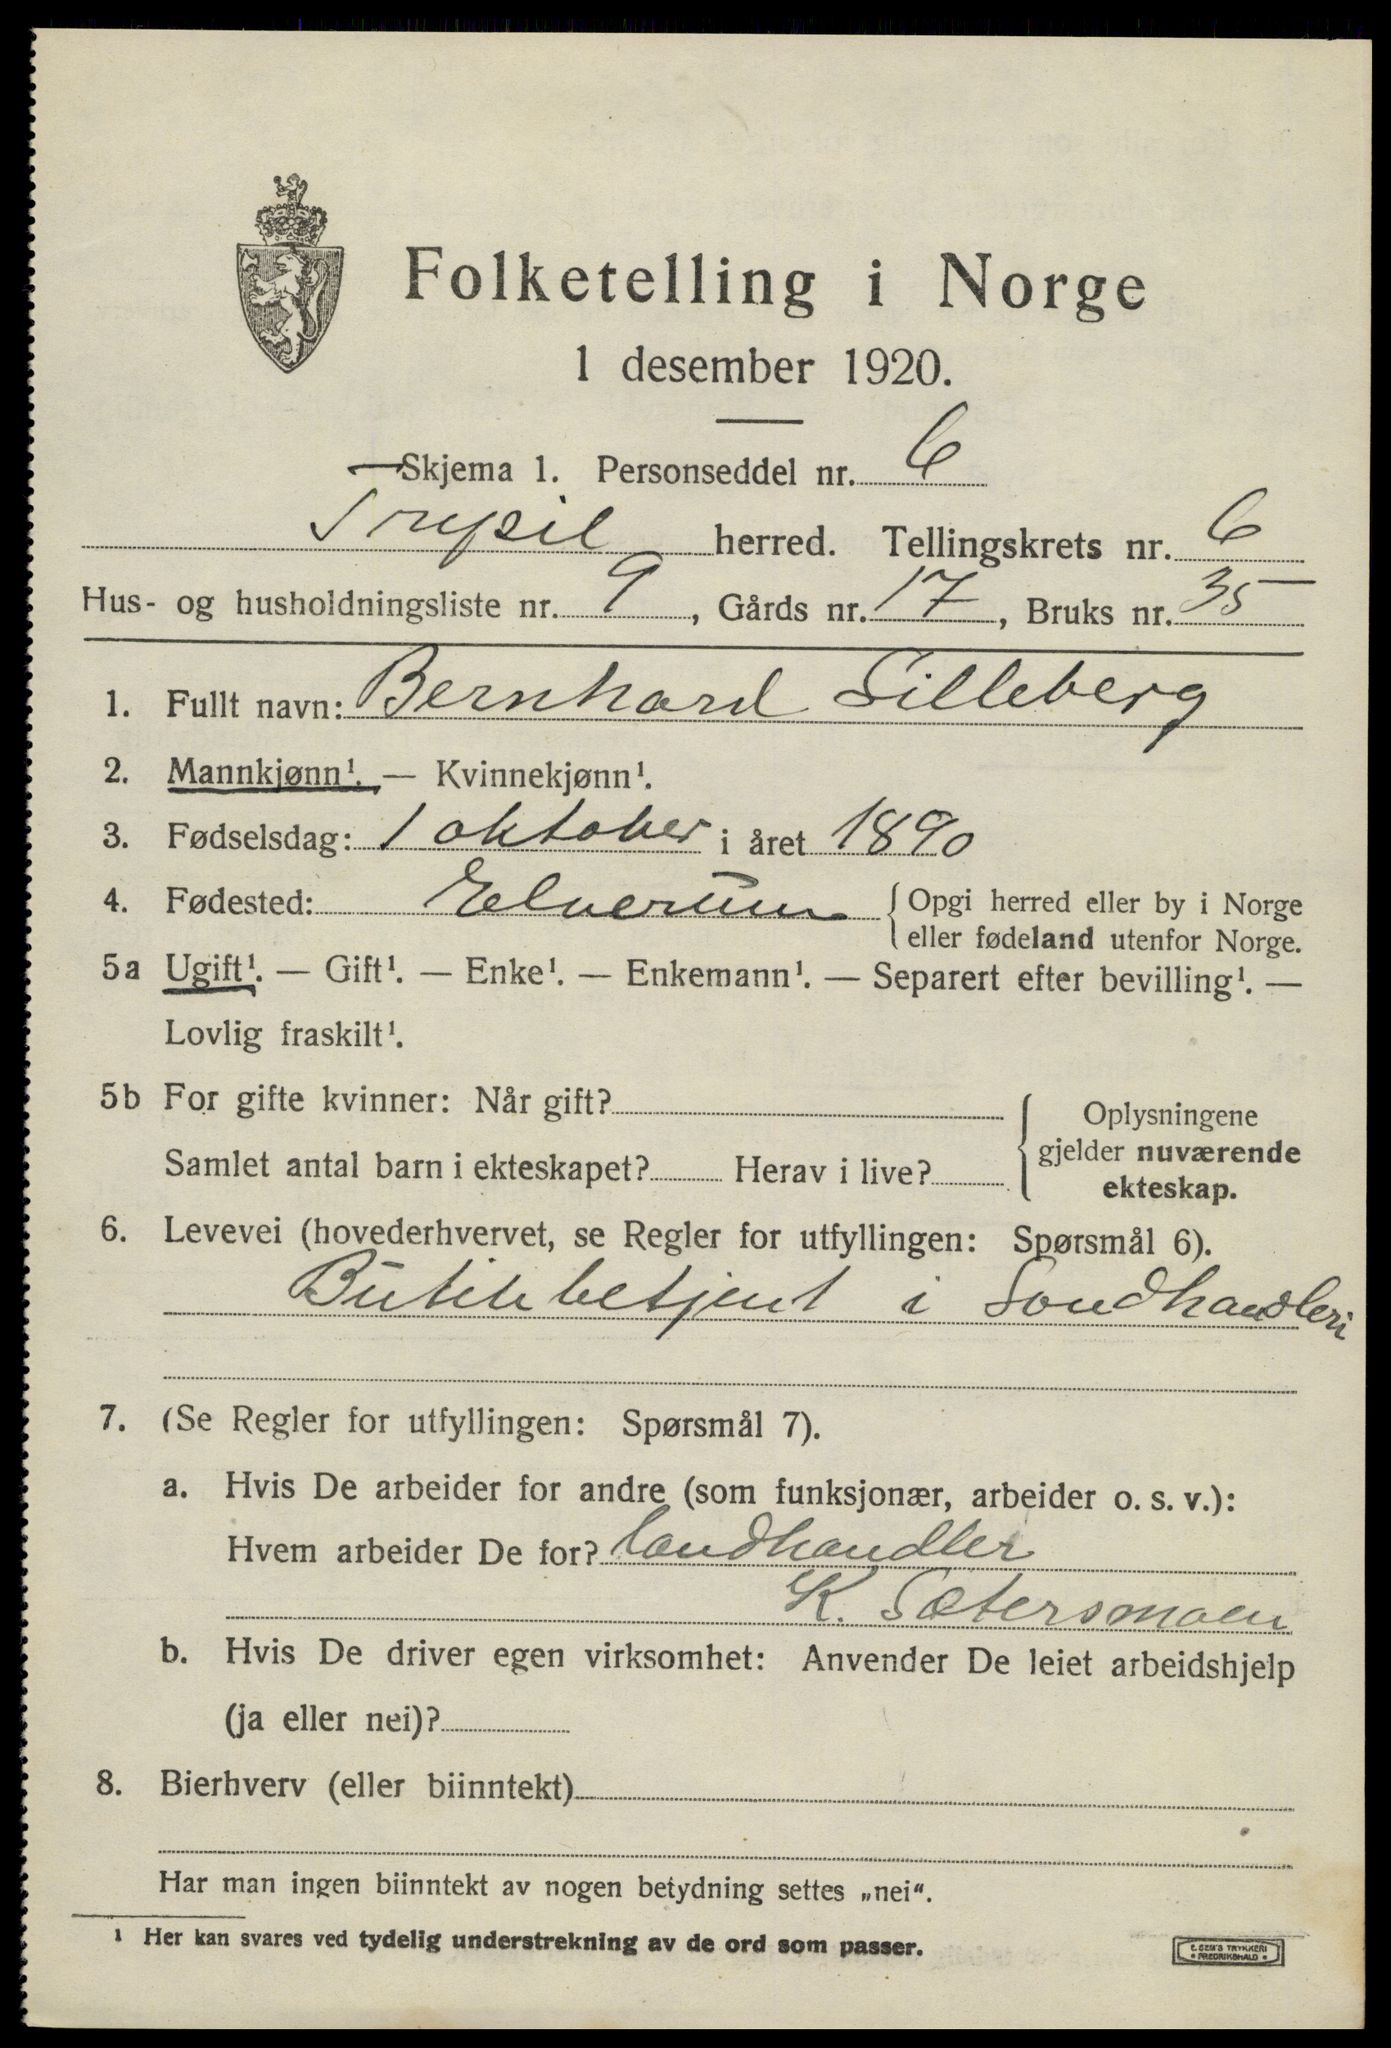 Folketelling i Norge
1 desember 1920.
Skjema 1. Personseddel nr. 6
Trysil herred. Tellingskrets nr. 6
Hus- og husholdningsliste nr. 9, Gårds nr. 17, Bruks nr. 35
1. Fullt navn: Bernhard Lilleberg
2. Mannkjønn¹. — Kvinnekjønn¹.
3. Fødselsdag: 1 oktober i året 1890
4. Fødested: Elverum { Opgi herred eller by i Norge
eller fødeland utenfor Norge.
5a Ugift¹. — Gift¹. — Enke¹. — Enkemann¹. — Separert efter bevilling¹. —
Lovlig fraskilt¹.
5b For gifte kvinner: Når gift?
Samlet antal barn i ekteskapet? Herav i live?
Oplysningene
gjelder nuværende
ekteskap.
6. Levevei (hovederhvervet, se Regler for utfyllingen: Spørsmål 6).
Butikbetjent i Landhandleri
7. (Se Regler for utfyllingen: Spørsmål 7).
a. Hvis De arbeider for andre (som funksjonær, arbeider o. s. v.):
Hvem arbeider De for? landhandler
K. Sætersmoen
b. Hvis De driver egen virksomhet: Anvender De leiet arbeidshjelp
(ja eller nei)?
8. Bierhverv (eller biinntekt)
Har man ingen biinntekt av nogen betydning settes „nei“.
¹ Her kan svares ved tydelig understrekning av de ord som passer.
E. SEM'S TRYKKERI
• FREDRIKSHALD •